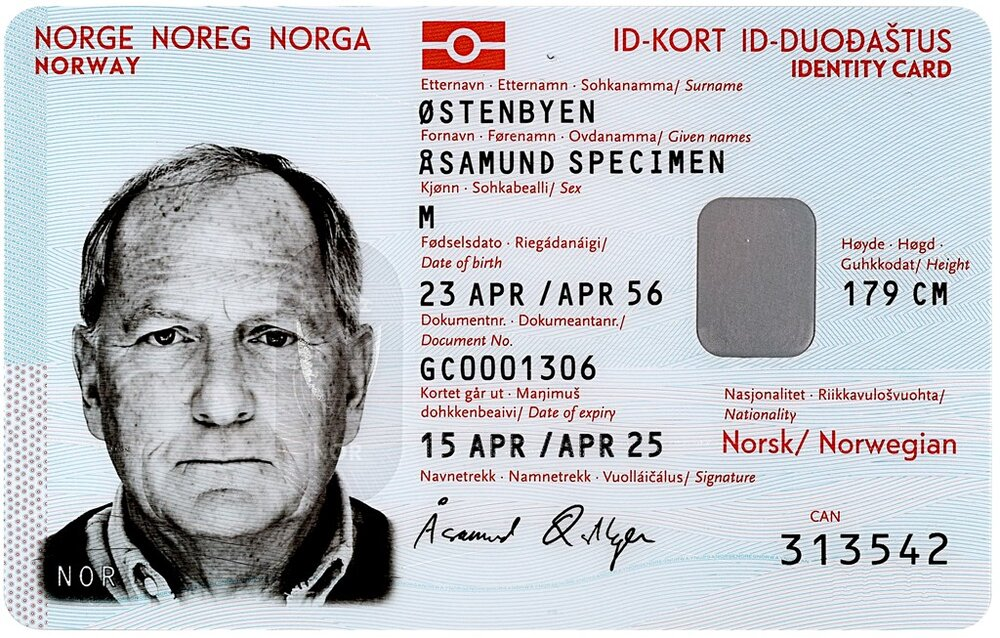 NORGE NOREG NORGA
NORWAY
ID-KORT ID-DUOĐAŠTUS
IDENTITY CARD
Etternavn · Etternamn · Sohkanamma/ Surname
ØSTENBYEN
Fornavn · Førenamn · Ovdanamma/ Given names
ÅSAMUND SPECIMEN
Kjønn · Sohkabealli/ Sex
M
Fødselsdato · Riegádanáigi/
Date of birth
23 APR /APR 56
Høyde · Høgd ·
Guhkkodat/ Height
179 CM
Dokumentnr. · Dokumeantanr./
Document No.
GC0001306
Kortet går ut · Maŋimuš
dohkkenbeaivi/ Date of expiry
15 APR /APR 25
Nasjonalitet · Riikkavulošvuohta/
Nationality
Norsk/ Norwegian
Navnetrekk · Namnetrekk · Vuolláičálus/ Signature
Åsamund
CAN
313542
NOR
NOR